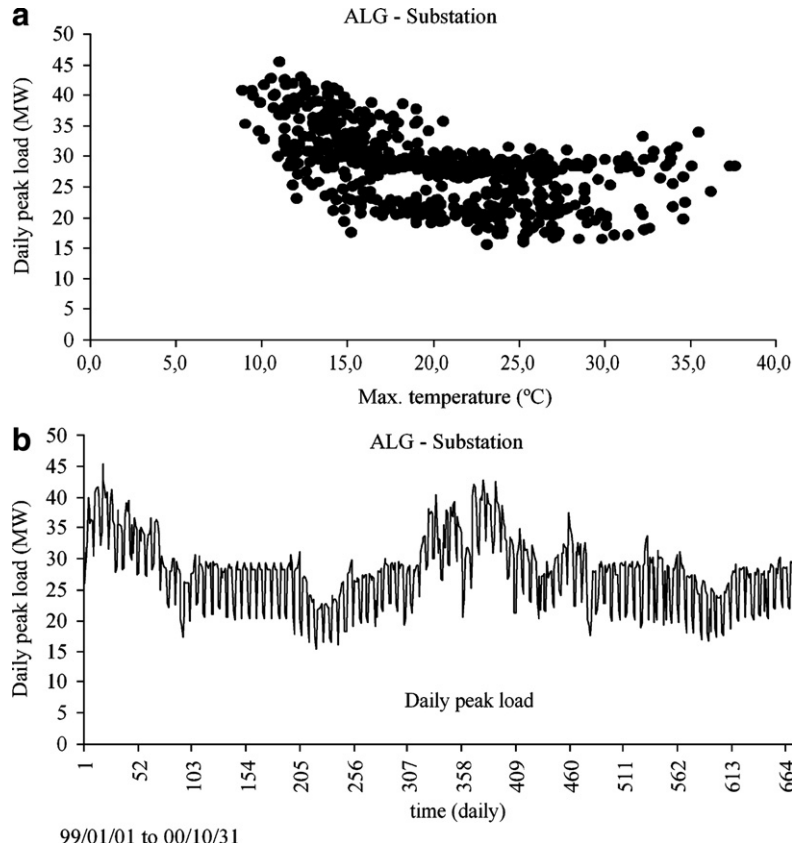 a
ALG - Substation
Daily peak load (MW)
50
45
40
35
30
25
20
15
10
5
0
0,0 5,0 10,0 15,0 20,0 25,0 30,0 35,0 40,0
Max. temperature (ºC)
b
ALG - Substation
Daily peak load (MW)
50
45
40
35
30
25
20
15
10
5
0
Daily peak load
1 52 103 154 205 256 307 358 409 460 511 562 613 664
time (daily)
99/01/01 to 00/10/31